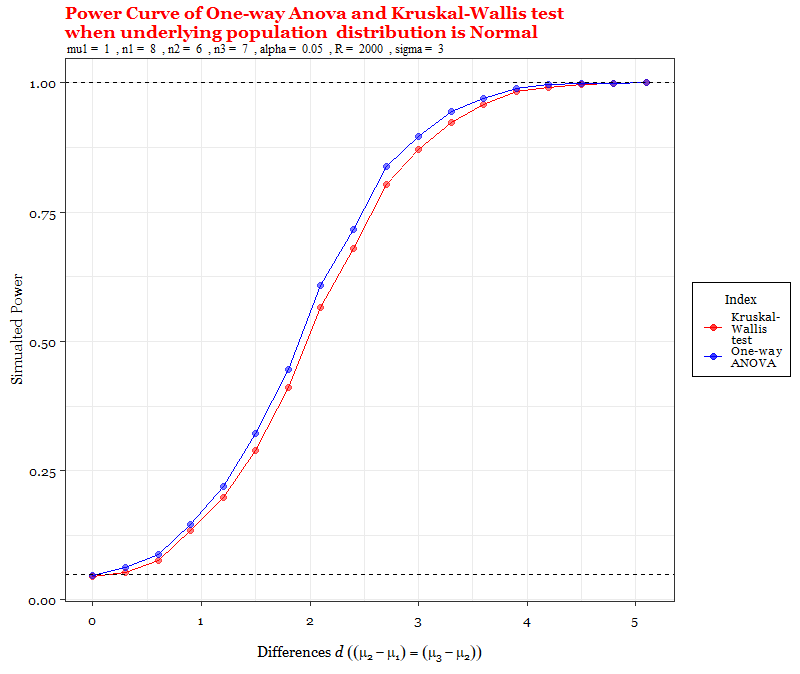 Power Curve of One-way Anova and Kruskal-Wallis test
when underlying population  distribution is Normal
mu1 =  1  , n1 =  8  , n2 =  6  , n3 =  7  , alpha =  0.05  , R =  2000  , sigma =  3
1.00
0.75
0.50
0.25
0.00
Simualted Power
0 1 2 3 4 5
Differences d ((μ₂ − μ₁) = (μ₃ − μ₂))
Index
Kruskal-
Wallis
test
One-way
ANOVA